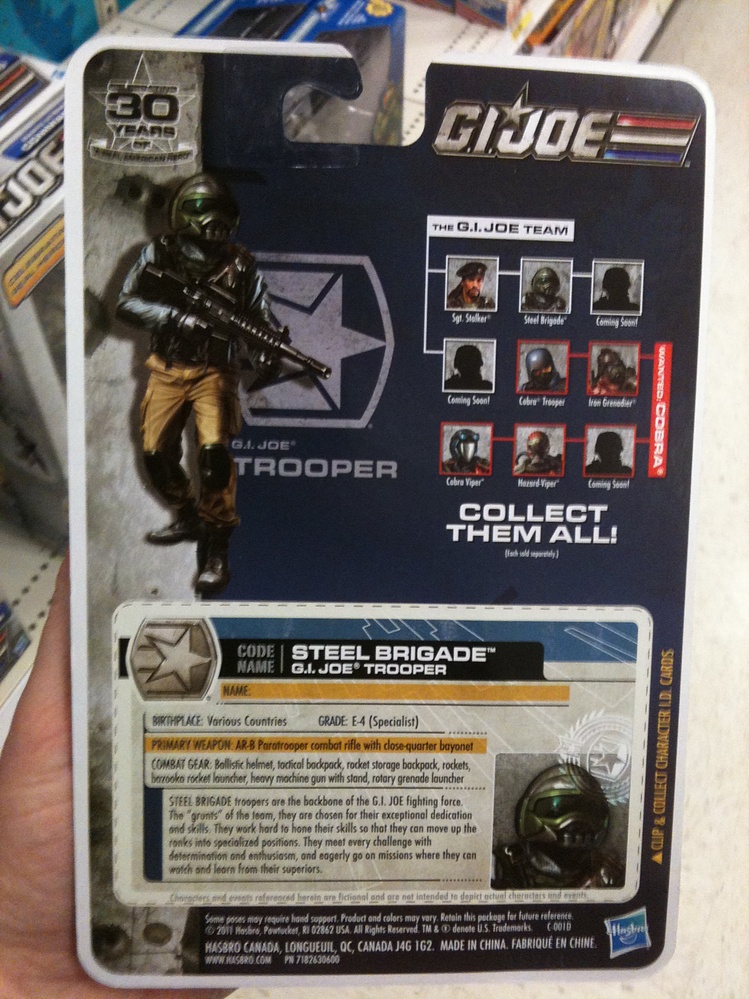 30
YEARS
OF
A REAL AMERICAN HERO
G.I.JOE
THE G.I. JOE TEAM
Sgt. Stalker™
Steel Brigade™
Coming Soon!
Coming Soon!
Cobra® Trooper
Iron Grenadier™
WANTED: COBRA®
Cobra Viper™
Hazard-Viper™
Coming Soon!
G.I. JOE®
TROOPER
COLLECT
THEM ALL!
(Each sold separately.)
CODE NAME
STEEL BRIGADE™
G.I. JOE® TROOPER
NAME:
BIRTHPLACE: Various Countries GRADE: E-4 (Specialist)
PRIMARY WEAPON: AR-B Paratrooper combat rifle with close-quarter bayonet
COMBAT GEAR: Ballistic helmet, tactical backpack, rocket storage backpack, rockets,
bazooka rocket launcher, heavy machine gun with stand, rotary grenade launcher
STEEL BRIGADE troopers are the backbone of the G.I. JOE fighting force.
The "grunts" of the team, they are chosen for their exceptional dedication
and skills. They work hard to hone their skills so that they can move up the
ranks into specialized positions. They meet every challenge with
determination and enthusiasm, and eagerly go on missions where they can
watch and learn from their superiors.
Characters and events referenced herein are fictional and are not intended to depict actual characters and events.
▲ CLIP & COLLECT CHARACTER I.D. CARDS
Some poses may require hand support. Product and colors may vary. Retain this package for future reference.
© 2011 Hasbro, Pawtucket, RI 02862 USA. All Rights Reserved. TM & ® denote U.S. Trademarks. C-001D
HASBRO CANADA, LONGUEUIL, QC, CANADA J4G 1G2. MADE IN CHINA. FABRIQUÉ EN CHINE.
WWW.HASBRO.COM PN 7182630600
Hasbro
JOE